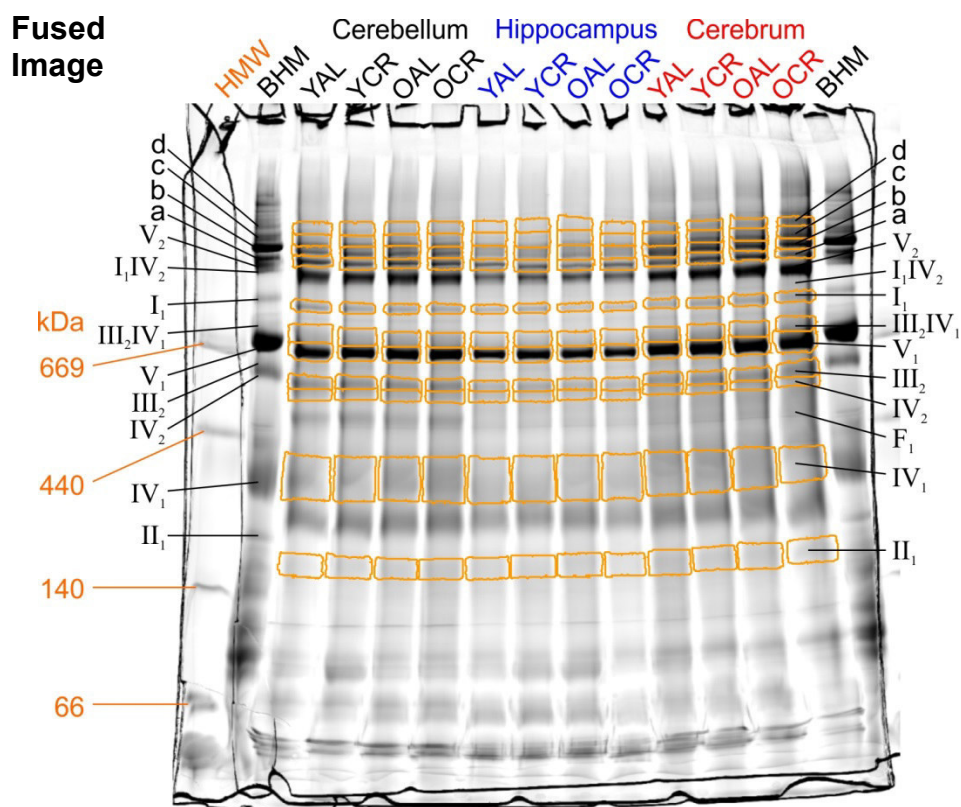 Fused
Image
Cerebellum Hippocampus Cerebrum
HMW BHM YAL YCR OAL OCR YAL YCR OAL OCR YAL YCR OAL OCR BHM
d
c
b
a
V₂
I₁IV₂
I₁
III₂IV₁
V₁
III₂
IV₂
IV₁
II₁
kDa
669
440
140
66
d
c
b
a
V₂
I₁IV₂
I₁
III₂IV₁
V₁
III₂
IV₂
F₁
IV₁
II₁